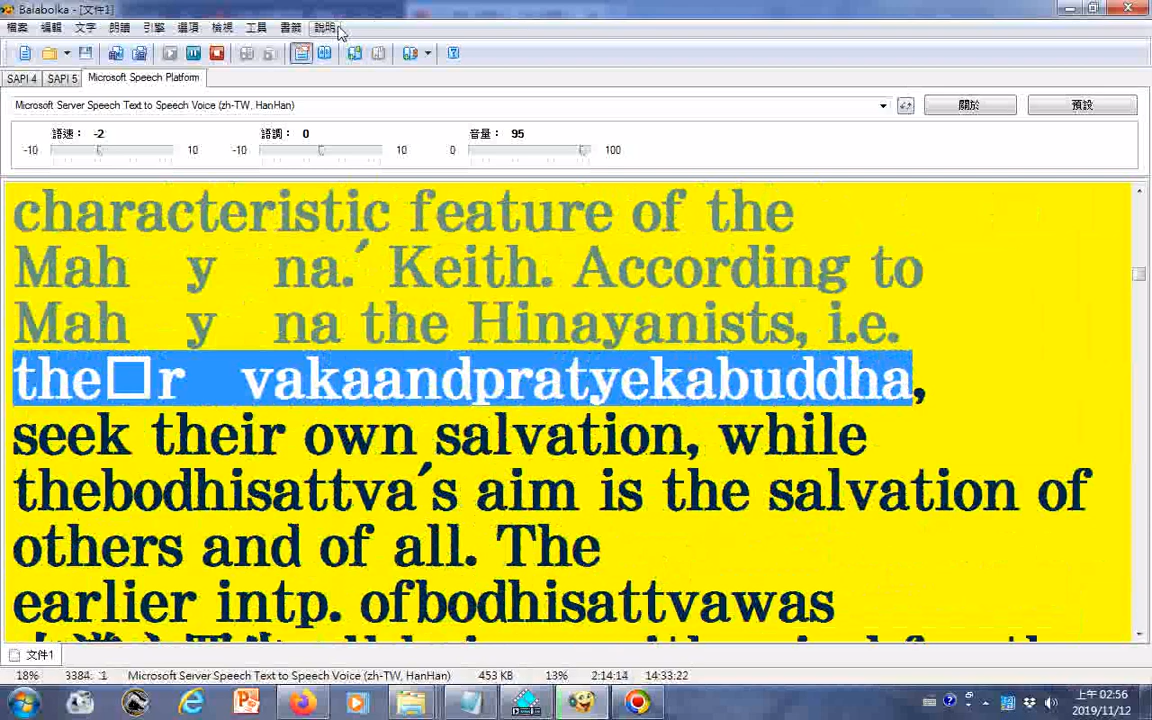 Balabolka - [文件1]
檔案 編輯 文字 朗讀 引擎 選項 檢視 工具 書籤 說明
SAPI 4 SAPI 5 Microsoft Speech Platform
Microsoft Server Speech Text to Speech Voice (zh-TW, HanHan) 關於 預設
語速： -2 語調： 0 音量： 95
-10 10 -10 10 0 100
characteristic feature of the
Mah y na.´ Keith. According to
Mah y na the Hinayanists, i.e.
the□r vakaandpratyekabuddha,
seek their own salvation, while
thebodhisattva´s aim is the salvation of
others and of all. The
earlier intp. ofbodhisattvawas
文件1
18% 3384: 1 Microsoft Server Speech Text to Speech Voice (zh-TW, HanHan) 453 KB 13% 2:14:14 14:33:22
上午 02:56
2019/11/12